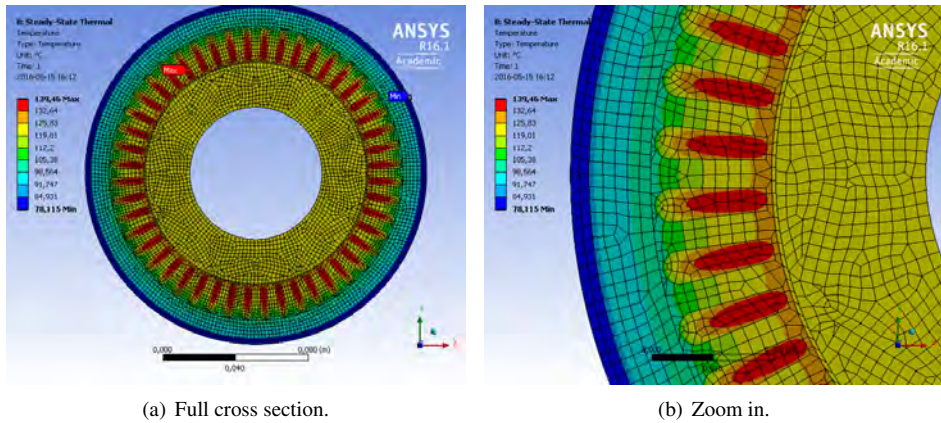 B: Steady-State Thermal
Temperature
Type: Temperature
Unit: °C
Time: 1
2016-05-15 16:12
139,46 Max
132,64
125,83
119,01
112,2
105,38
98,564
91,747
84,931
78,115 Min
ANSYS
R16.1
Academic
Max
Min
0,000
0,080 (m)
0,040
Y
X
(a) Full cross section.
B: Steady-State Thermal
Temperature
Type: Temperature
Unit: °C
Time: 1
2016-05-15 16:12
139,46 Max
132,64
125,83
119,01
112,2
105,38
98,564
91,747
84,931
78,115 Min
ANSYS
R16.1
Academic
0,000
(b) Zoom in.